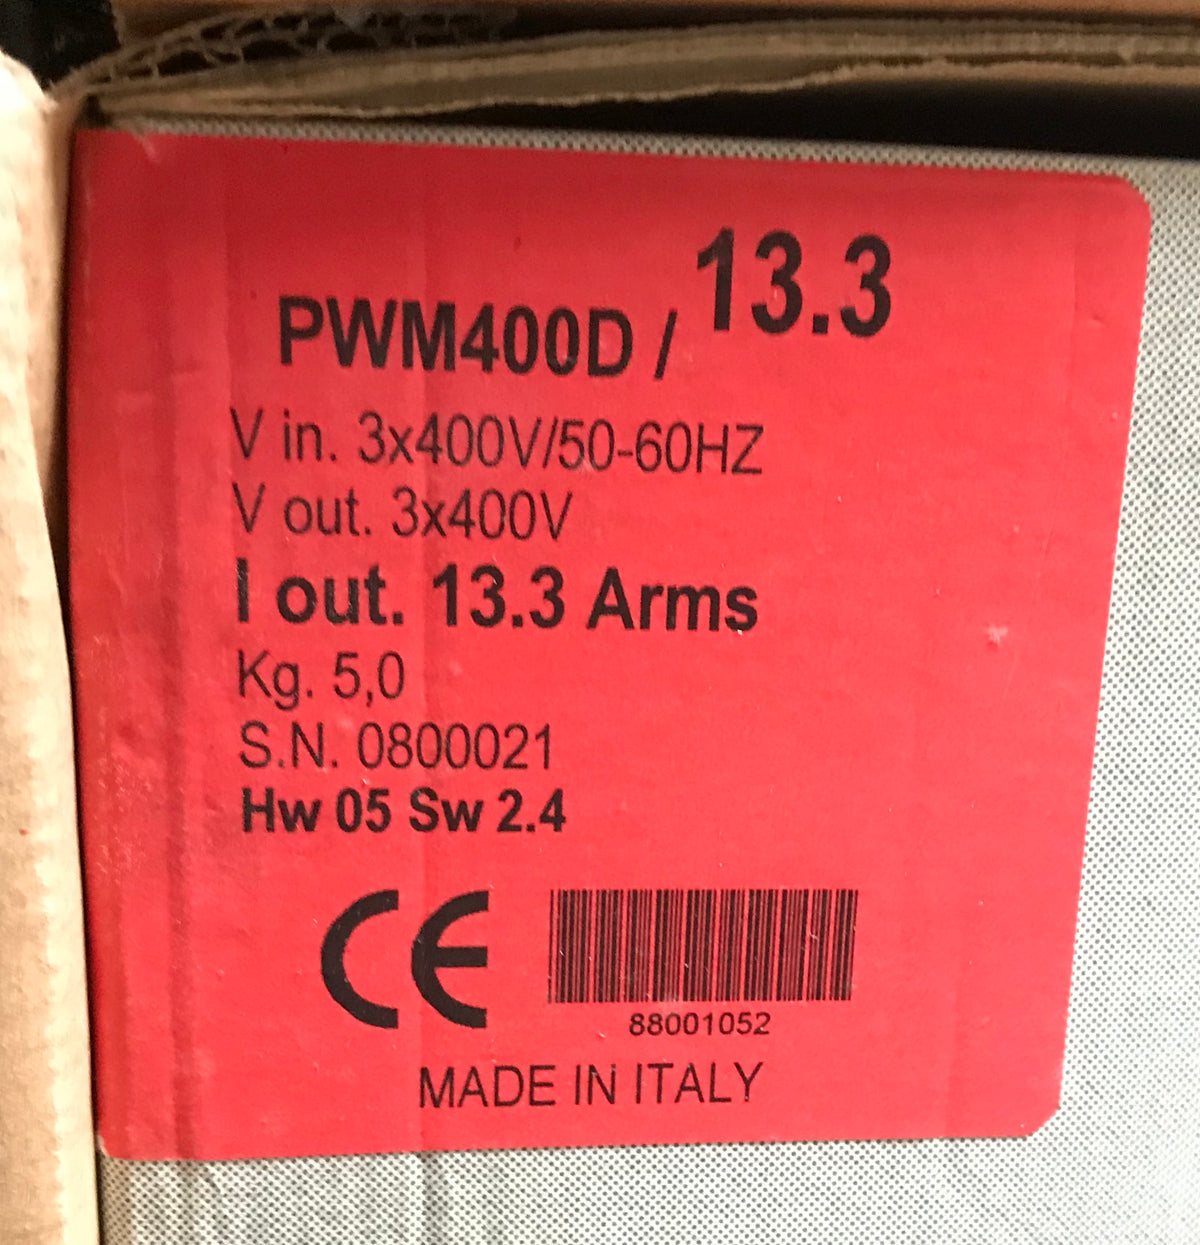 PWM400D / 13.3
V in. 3x400V/50-60HZ
V out. 3x400V
I out. 13.3 Arms
Kg. 5,0
S.N. 0800021
Hw 05 Sw 2.4
CE
88001052
MADE IN ITALY